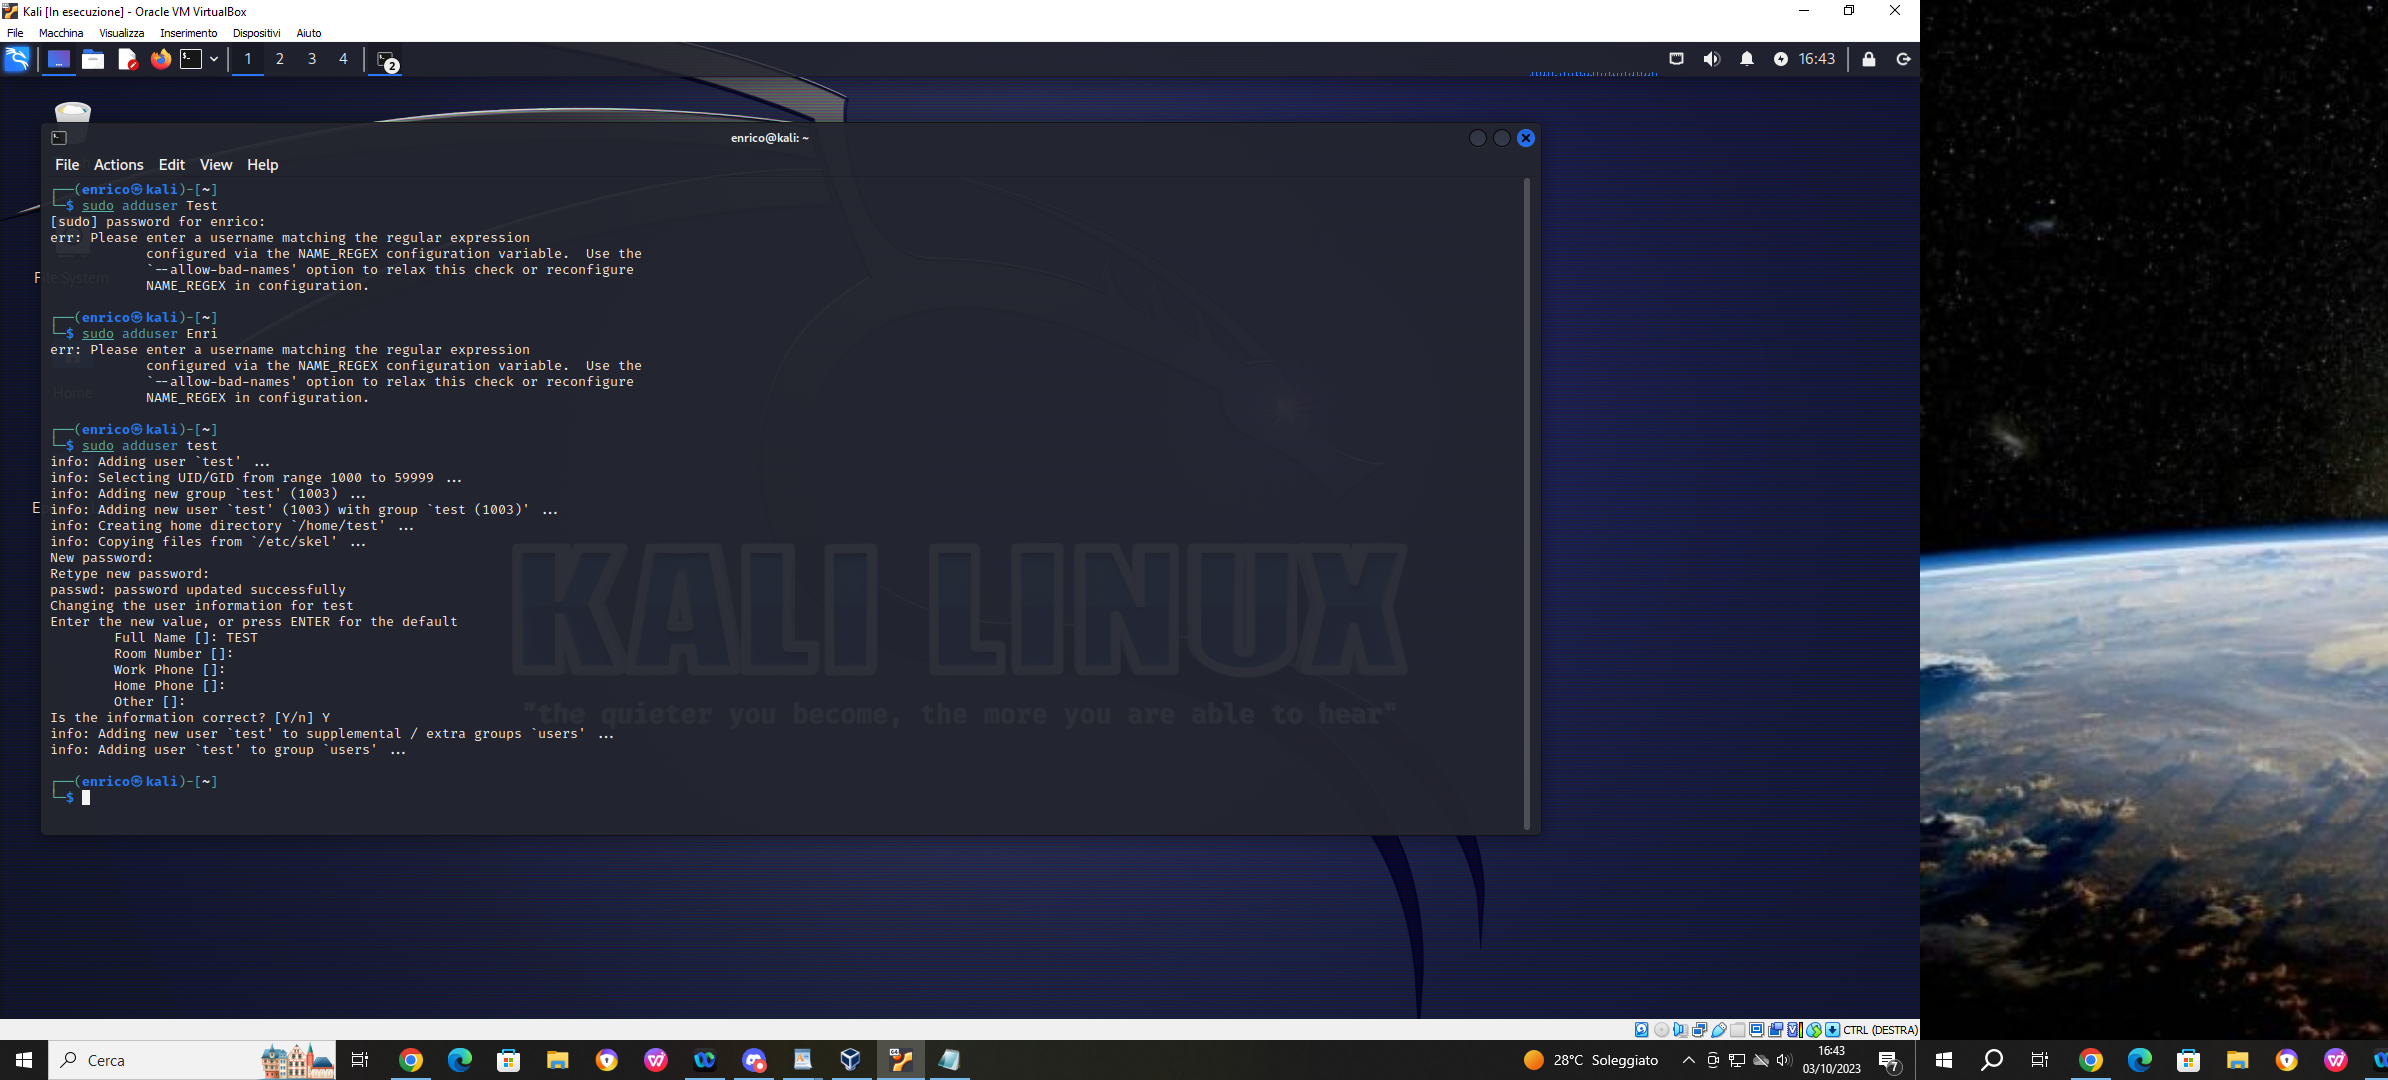 Kali [In esecuzione] - Oracle VM VirtualBox
File Macchina Visualizza Inserimento Dispositivi Aiuto
1 2 3 4 2 16:43
enrico@kali: ~
File Actions Edit View Help
┌──(enrico㉿kali)-[~]
└─$ sudo adduser Test
[sudo] password for enrico:
err: Please enter a username matching the regular expression
configured via the NAME_REGEX configuration variable.  Use the
`--allow-bad-names' option to relax this check or reconfigure
NAME_REGEX in configuration.
File System
┌──(enrico㉿kali)-[~]
└─$ sudo adduser Enri
err: Please enter a username matching the regular expression
configured via the NAME_REGEX configuration variable.  Use the
`--allow-bad-names' option to relax this check or reconfigure
NAME_REGEX in configuration.
Home
┌──(enrico㉿kali)-[~]
└─$ sudo adduser test
info: Adding user `test' ...
info: Selecting UID/GID from range 1000 to 59999 ...
info: Adding new group `test' (1003) ...
info: Adding new user `test' (1003) with group `test (1003)' ...
info: Creating home directory `/home/test' ...
info: Copying files from `/etc/skel' ...
New password:
Retype new password:
passwd: password updated successfully
Changing the user information for test
Enter the new value, or press ENTER for the default
Full Name []: TEST
Room Number []:
Work Phone []:
Home Phone []:
Other []:
Is the information correct? [Y/n] Y
info: Adding new user `test' to supplemental / extra groups `users' ...
info: Adding user `test' to group `users' ...
┌──(enrico㉿kali)-[~]
└─$
KALI LINUX
"the quieter you become, the more you are able to hear"
CTRL (DESTRA)
Cerca
28°C Soleggiato
16:43
03/10/2023
7